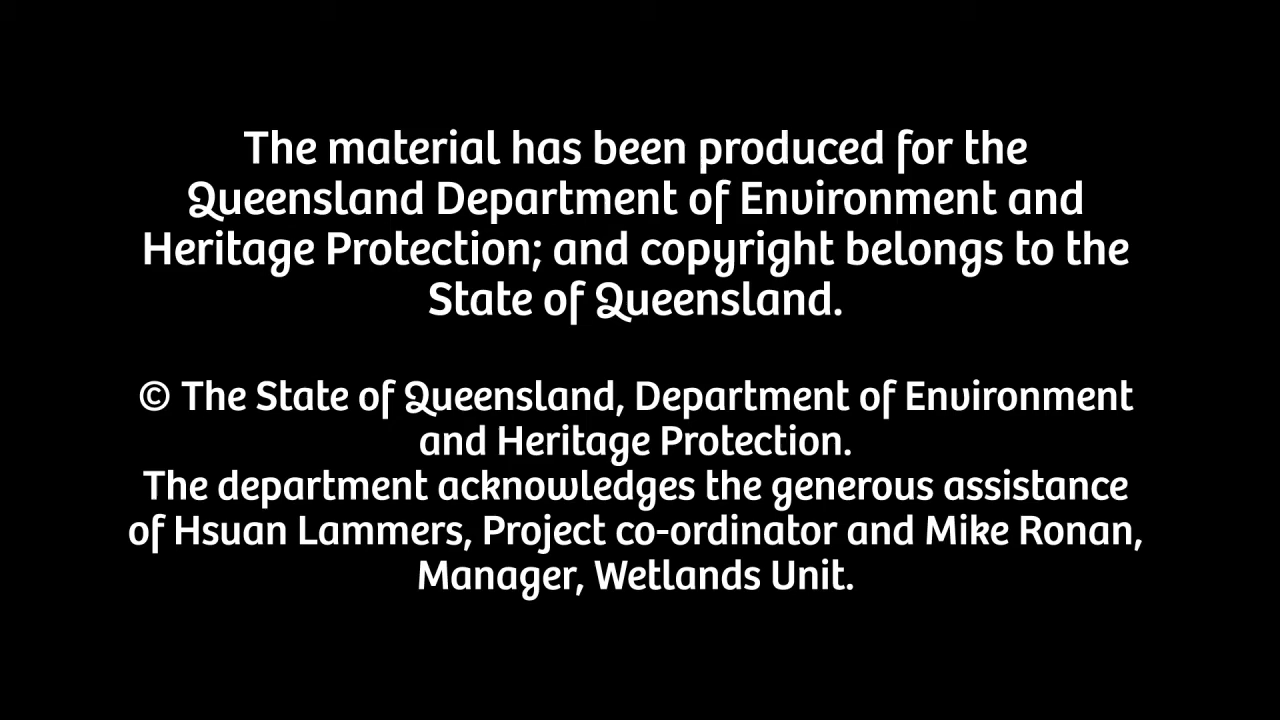 The material has been produced for the
Queensland Department of Environment and
Heritage Protection; and copyright belongs to the
State of Queensland.
© The State of Queensland, Department of Environment
and Heritage Protection.
The department acknowledges the generous assistance
of Hsuan Lammers, Project co-ordinator and Mike Ronan,
Manager, Wetlands Unit.